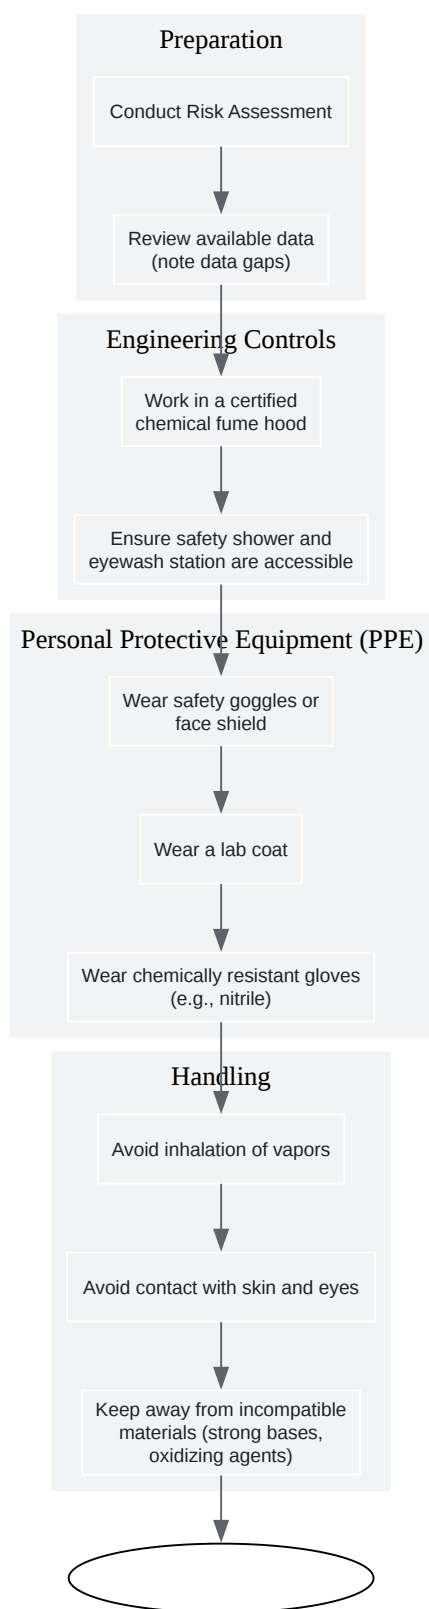 Preparation
Conduct Risk Assessment
Review available data
(note data gaps)
Engineering Controls
Work in a certified
chemical fume hood
Ensure safety shower and
eyewash station are accessible
Personal Protective Equipment (PPE)
Wear safety goggles or
face shield
Wear a lab coat
Wear chemically resistant gloves
(e.g., nitrile)
Handling
Avoid inhalation of vapors
Avoid contact with skin and eyes
Keep away from incompatible
materials (strong bases,
oxidizing agents)